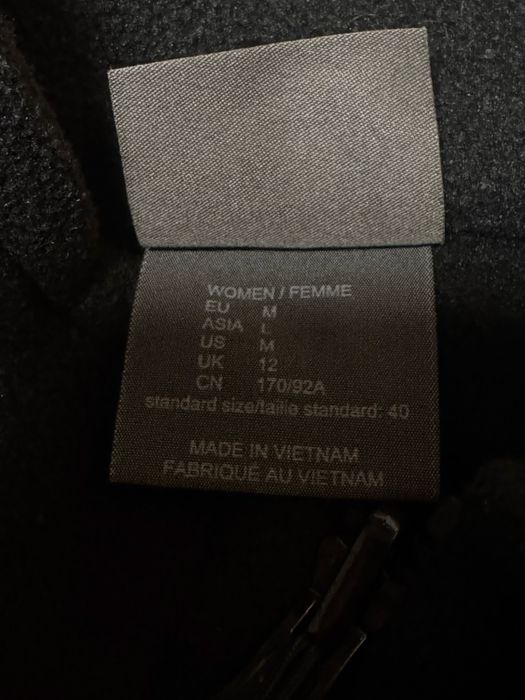 WOMEN / FEMME
EU M
ASIA L
US M
UK 12
CN 170/92A
standard size/taille standard: 40
MADE IN VIETNAM
FABRIQUÉ AU VIETNAM